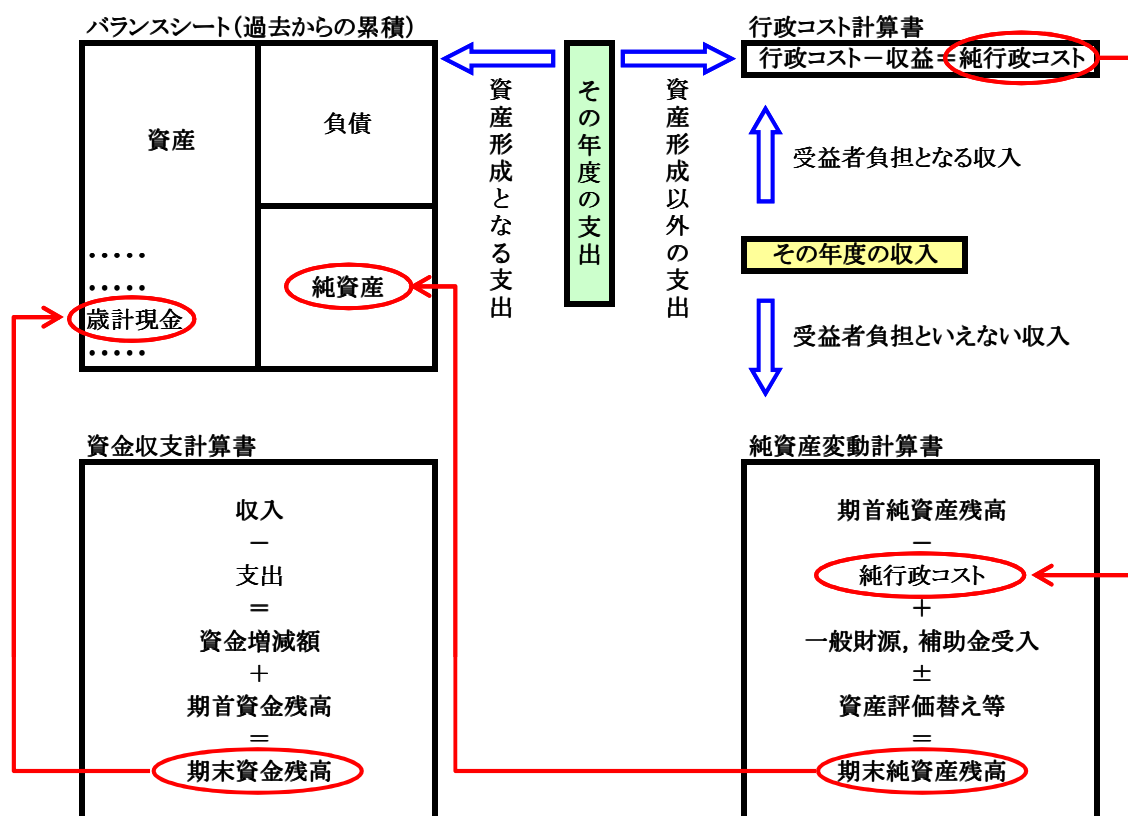 バランスシート（過去からの累積）
資産
負債
純資産
・・・・・
・・・・・
歳計現金
・・・・・
資産形成となる支出
その年度の支出
資産形成以外の支出
行政コスト計算書
行政コスト－収益＝純行政コスト
受益者負担となる収入
その年度の収入
受益者負担といえない収入
資金収支計算書
収入
－
支出
＝
資金増減額
＋
期首資金残高
＝
期末資金残高
純資産変動計算書
期首純資産残高
－
純行政コスト
＋
一般財源，補助金受入
±
資産評価替え等
＝
期末純資産残高